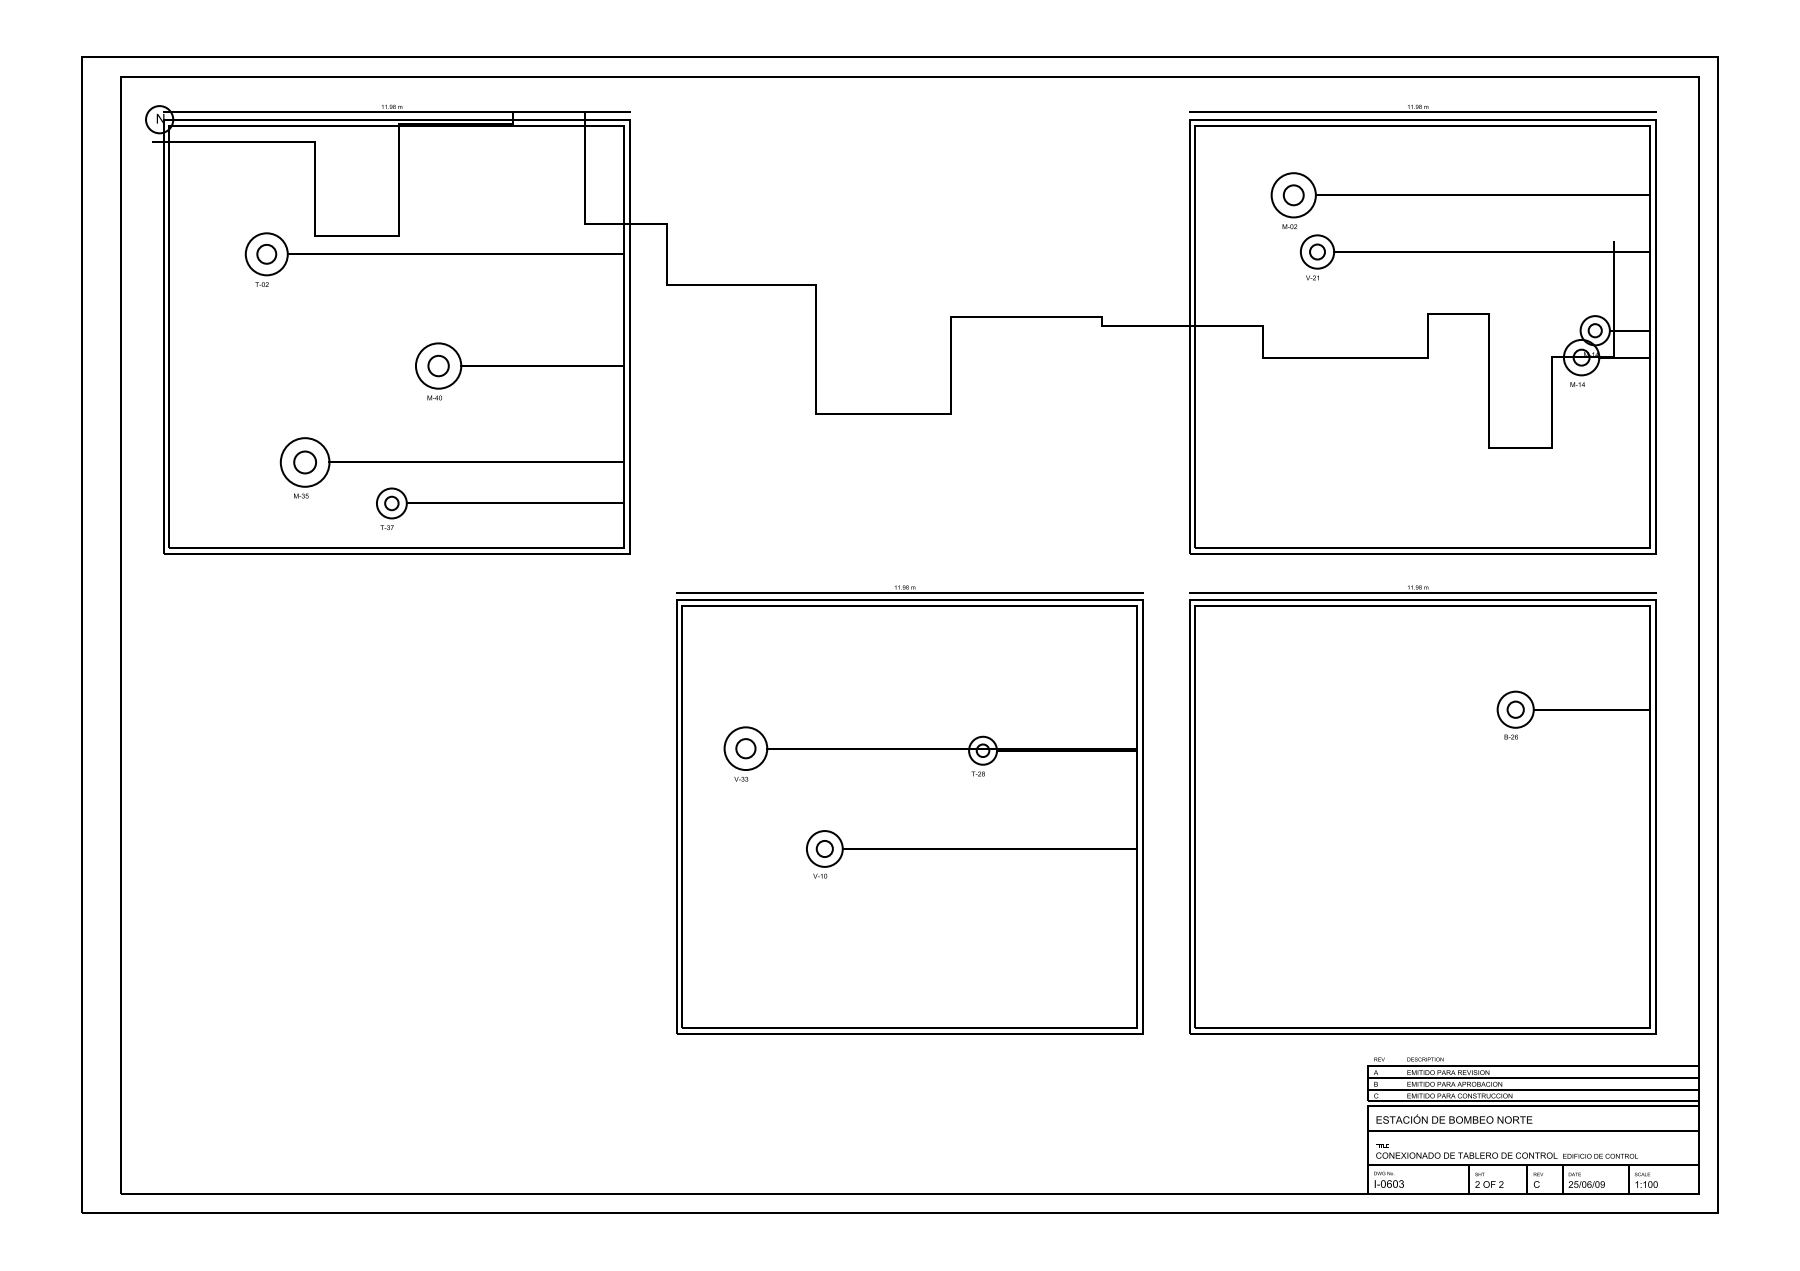 11.98 m
11.98 m
N
M-02
V-21
T-02
M-14
M-40
M-35
T-37
11.98 m
11.98 m
B-26
T-28
V-33
V-10
REV DESCRIPTION
A EMITIDO PARA REVISION
B EMITIDO PARA APROBACION
C EMITIDO PARA CONSTRUCCION
ESTACIÓN DE BOMBEO NORTE
TITLE
CONEXIONADO DE TABLERO DE CONTROL EDIFICIO DE CONTROL
DWG No. SHT REV DATE SCALE
I-0603 2 OF 2 C 25/06/09 1:100